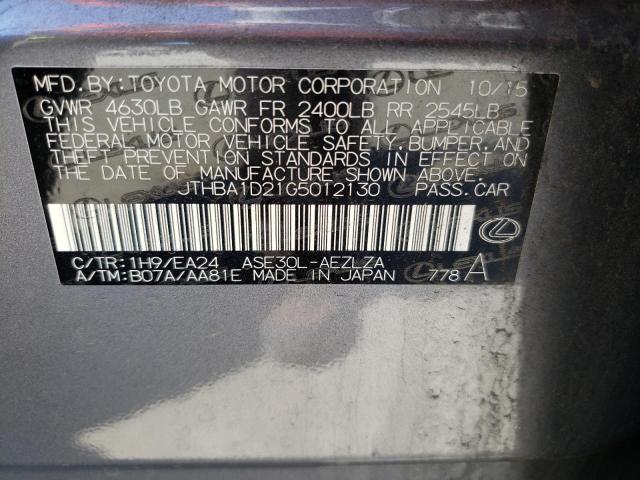 MFD. BY: TOYOTA MOTOR CORPORATION 10/15
GVWR 4630LB GAWR FR 2400LB RR 2545LB
THIS VEHICLE CONFORMS TO ALL APPLICABLE
FEDERAL MOTOR VEHICLE SAFETY, BUMPER, AND
THEFT PREVENTION STANDARDS IN EFFECT ON
THE DATE OF MANUFACTURE SHOWN ABOVE.
JTHBA1D21G5012130 PASS. CAR
C/TR: 1H9/EA24 ASE30L-AEZLZA
A/TM: B07A/AA81E MADE IN JAPAN 778 A